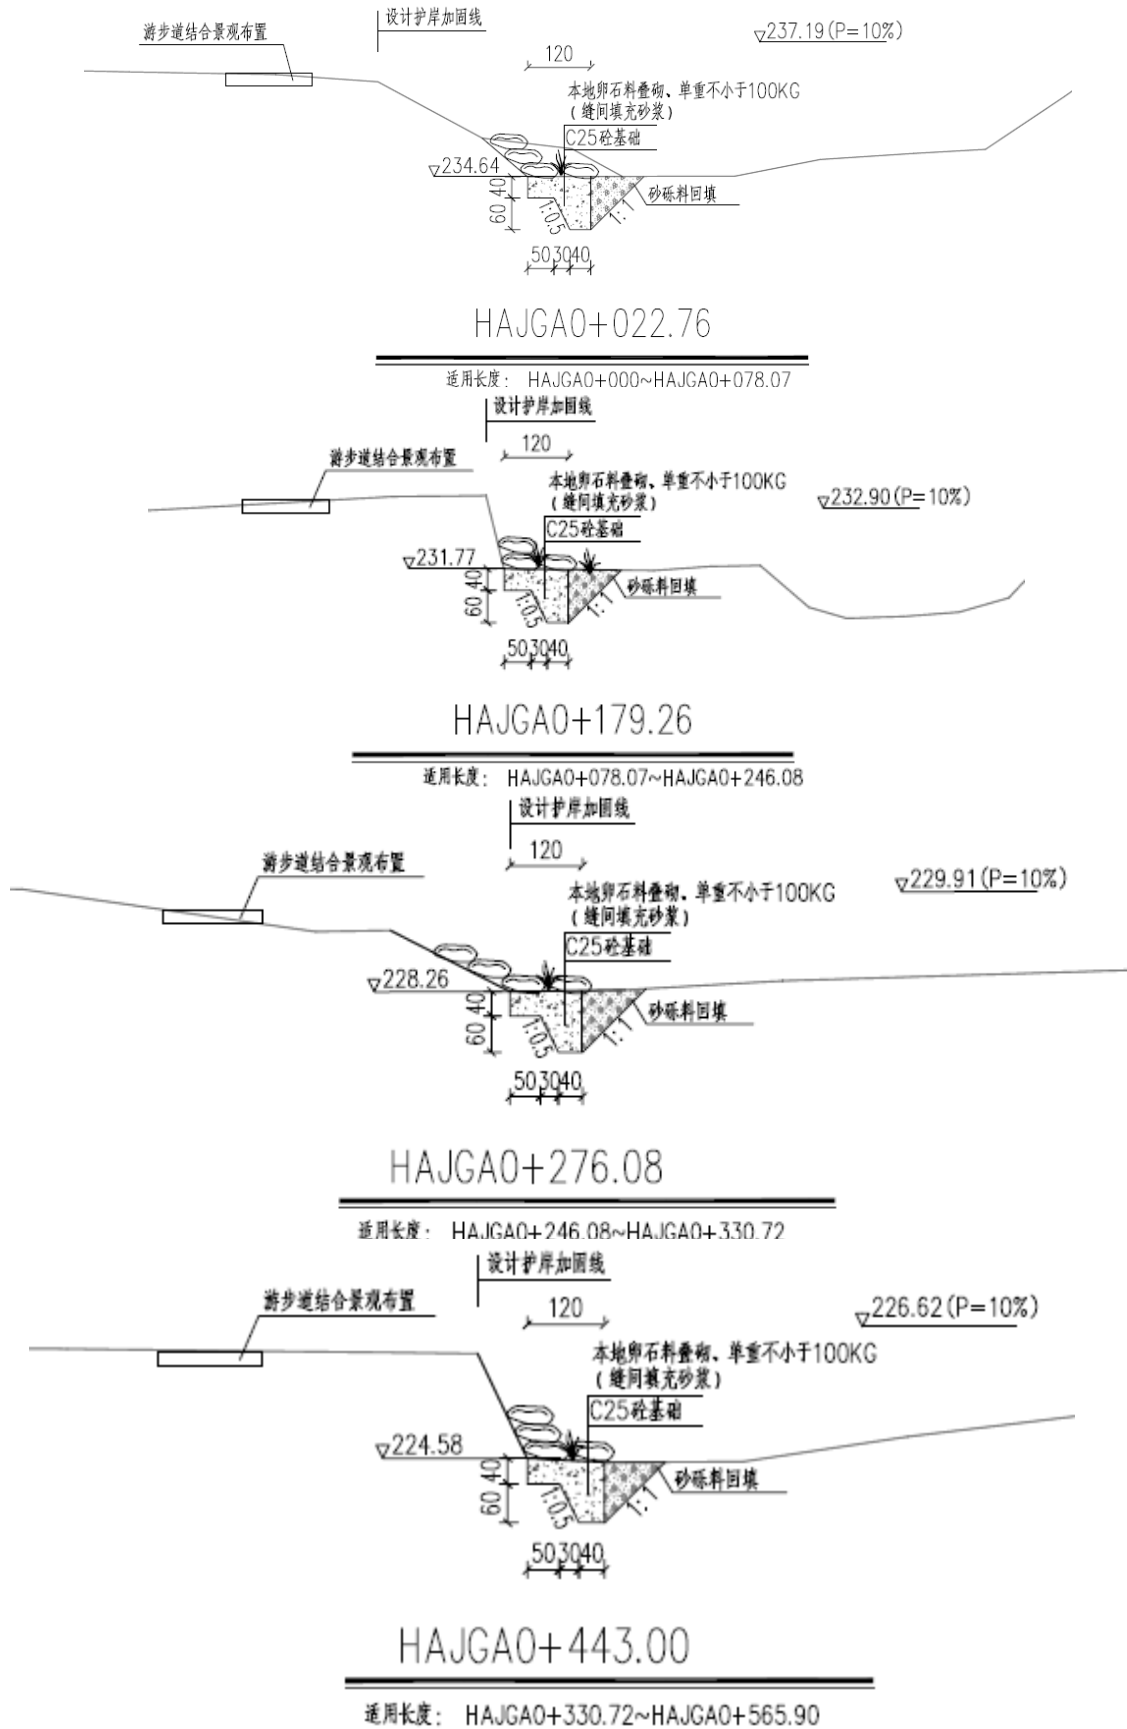 设计护岸加固线
游步道结合景观布置
237.19(P=10%)
120
本地卵石料叠砌、单重不小于100KG
(缝间填充砂浆)
C25砼基础
234.64
40
60
1:0.5
1:1
砂砾料回填
50 30 40
HAJGA0+022.76
适用长度: HAJGA0+000~HAJGA0+078.07
设计护岸加固线
120
游步道结合景观布置
本地卵石料叠砌、单重不小于100KG
(缝间填充砂浆)
232.90(P=10%)
C25砼基础
231.77
40
60
1:0.5
1:1
砂砾料回填
50 30 40
HAJGA0+179.26
适用长度: HAJGA0+078.07~HAJGA0+246.08
设计护岸加固线
120
游步道结合景观布置
229.91(P=10%)
本地卵石料叠砌、单重不小于100KG
(缝间填充砂浆)
C25砼基础
228.26
40
60
1:0.5
1:1
砂砾料回填
50 30 40
HAJGA0+276.08
适用长度: HAJGA0+246.08~HAJGA0+330.72
设计护岸加固线
游步道结合景观布置
120
226.62(P=10%)
本地卵石料叠砌、单重不小于100KG
(缝间填充砂浆)
C25砼基础
224.58
40
60
1:0.5
1:1
砂砾料回填
50 30 40
HAJGA0+443.00
适用长度: HAJGA0+330.72~HAJGA0+565.90